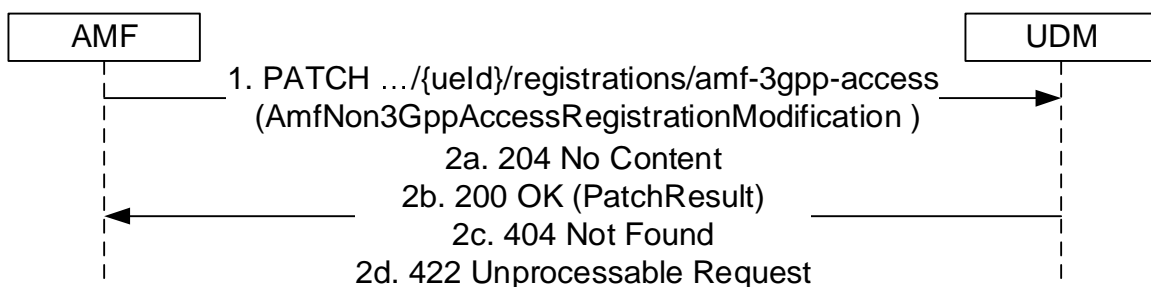 AMF
UDM
1. PATCH …/{ueId}/registrations/amf-3gpp-access
(AmfNon3GppAccessRegistrationModification )
2a. 204 No Content
2b. 200 OK (PatchResult)
2c. 404 Not Found
2d. 422 Unprocessable Request